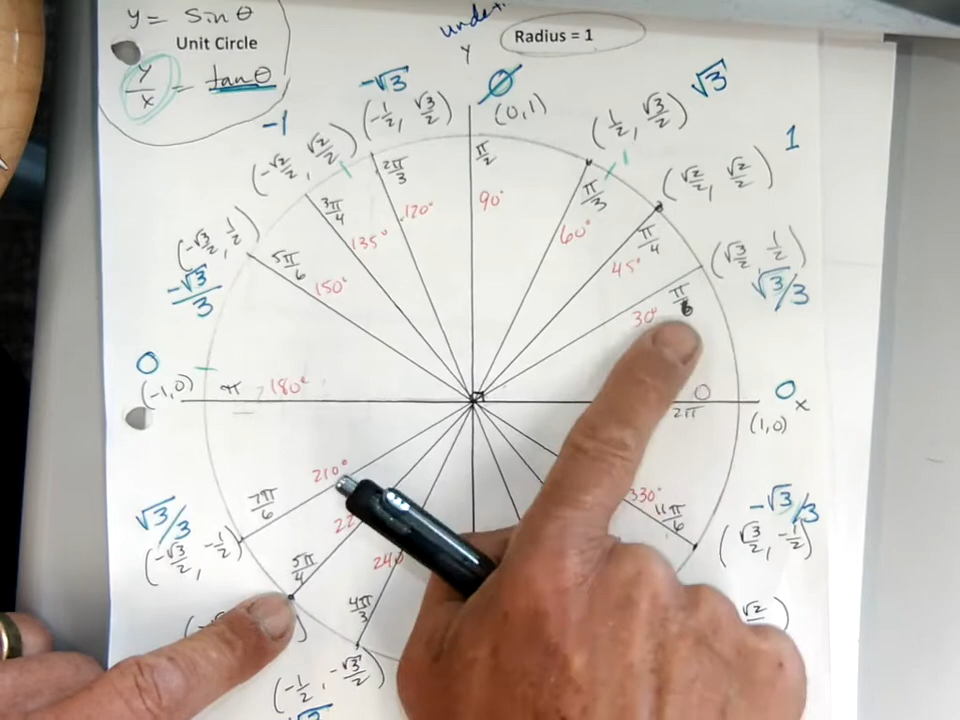 y = sin θ
Unit Circle
y/x = tan θ
Radius = 1
Y
-√3
∅
√3
-1
(-1/2, √3/2)
(0,1)
(1/2, √3/2)
1
(-√2/2, √2/2)
2π/3
π/2
π/3
1
(√2/2, √2/2)
3π/4
120°
90°
60°
π/4
(-√3/2, 1/2)
135°
45°
(√3/2, 1/2)
5π/6
150°
30°
π/6
√3/3
-√3/3
0
(-1,0)
π
180°
0
2π
0
x
(1,0)
210°
7π/6
330°
11π/6
-√3/3
√3/3
(-√3/2, -1/2)
(√3/2, -1/2)
5π/4
240
4π/3
√2
(-1/2, -√3/2)